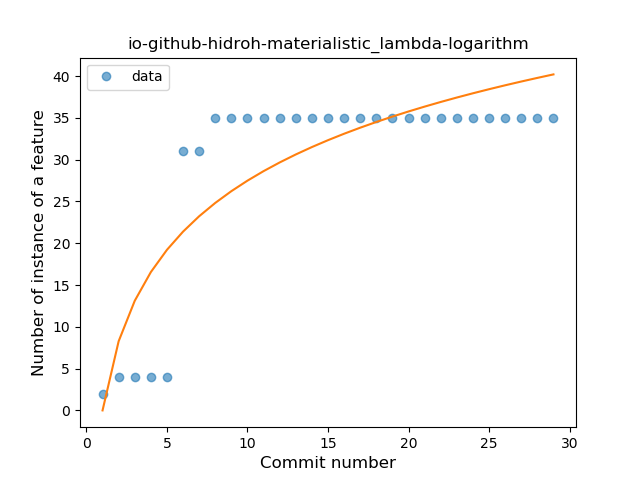 io-github-hidroh-materialistic_lambda-logarithm
data
Number of instance of a feature
40
35
30
25
20
15
10
5
0
0 5 10 15 20 25 30
Commit number